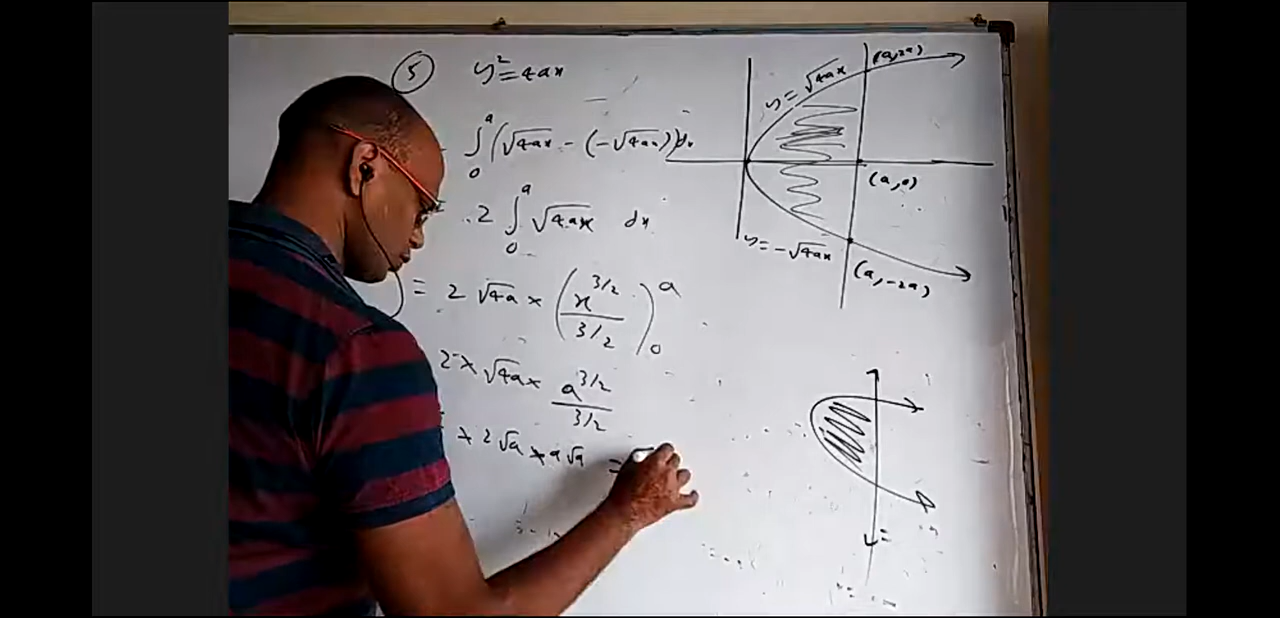 5 y² = 4ax
∫₀ᵃ (√4ax - (-√4ax)) dx
2 ∫₀ᵃ √4ax dx
= 2 √4a × (x^3/2 / 3/2)₀ᵃ
2 × √4a × a^3/2 / 3/2
× 2 √a × a √a =
y = √4ax
(a, 2a)
(a, 0)
y = -√4ax
(a, -2a)